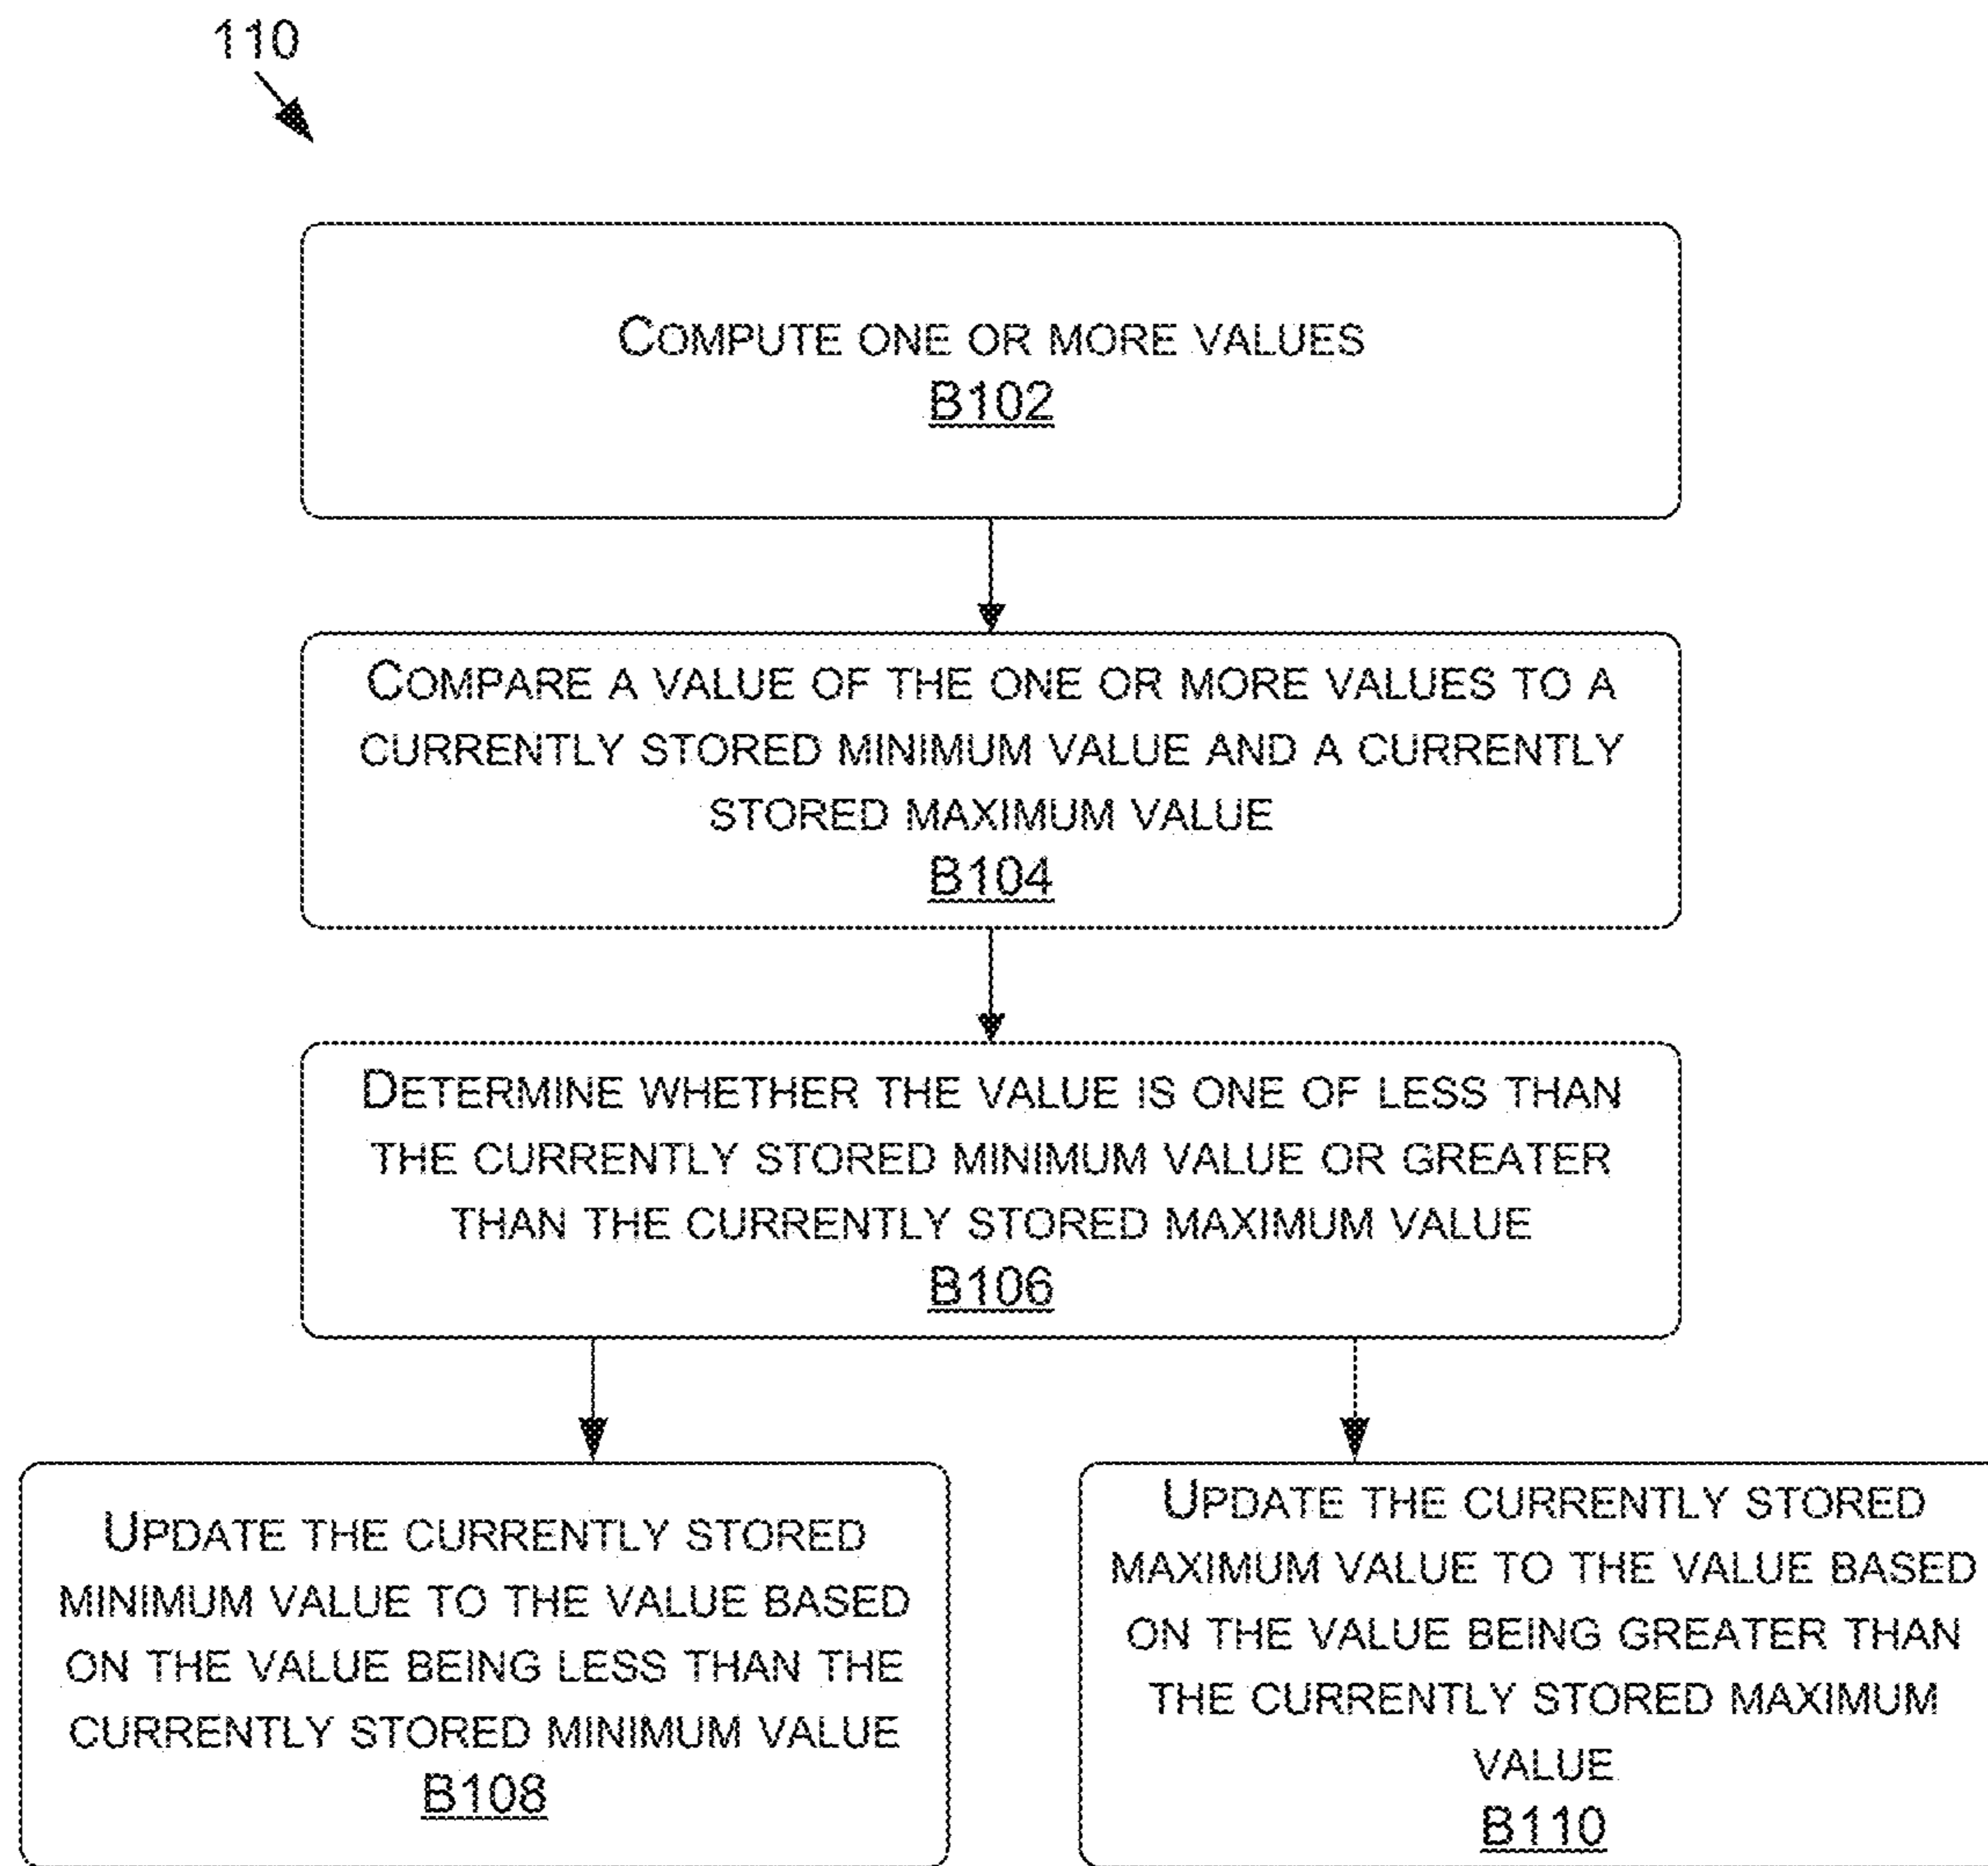 110
COMPUTE ONE OR MORE VALUES
B102
COMPARE A VALUE OF THE ONE OR MORE VALUES TO A
CURRENTLY STORED MINIMUM VALUE AND A CURRENTLY
STORED MAXIMUM VALUE
B104
DETERMINE WHETHER THE VALUE IS ONE OF LESS THAN
THE CURRENTLY STORED MINIMUM VALUE OR GREATER
THAN THE CURRENTLY STORED MAXIMUM VALUE
B106
UPDATE THE CURRENTLY STORED
MINIMUM VALUE TO THE VALUE BASED
ON THE VALUE BEING LESS THAN THE
CURRENTLY STORED MINIMUM VALUE
B108
UPDATE THE CURRENTLY STORED
MAXIMUM VALUE TO THE VALUE BASED
ON THE VALUE BEING GREATER THAN
THE CURRENTLY STORED MAXIMUM
VALUE
B110